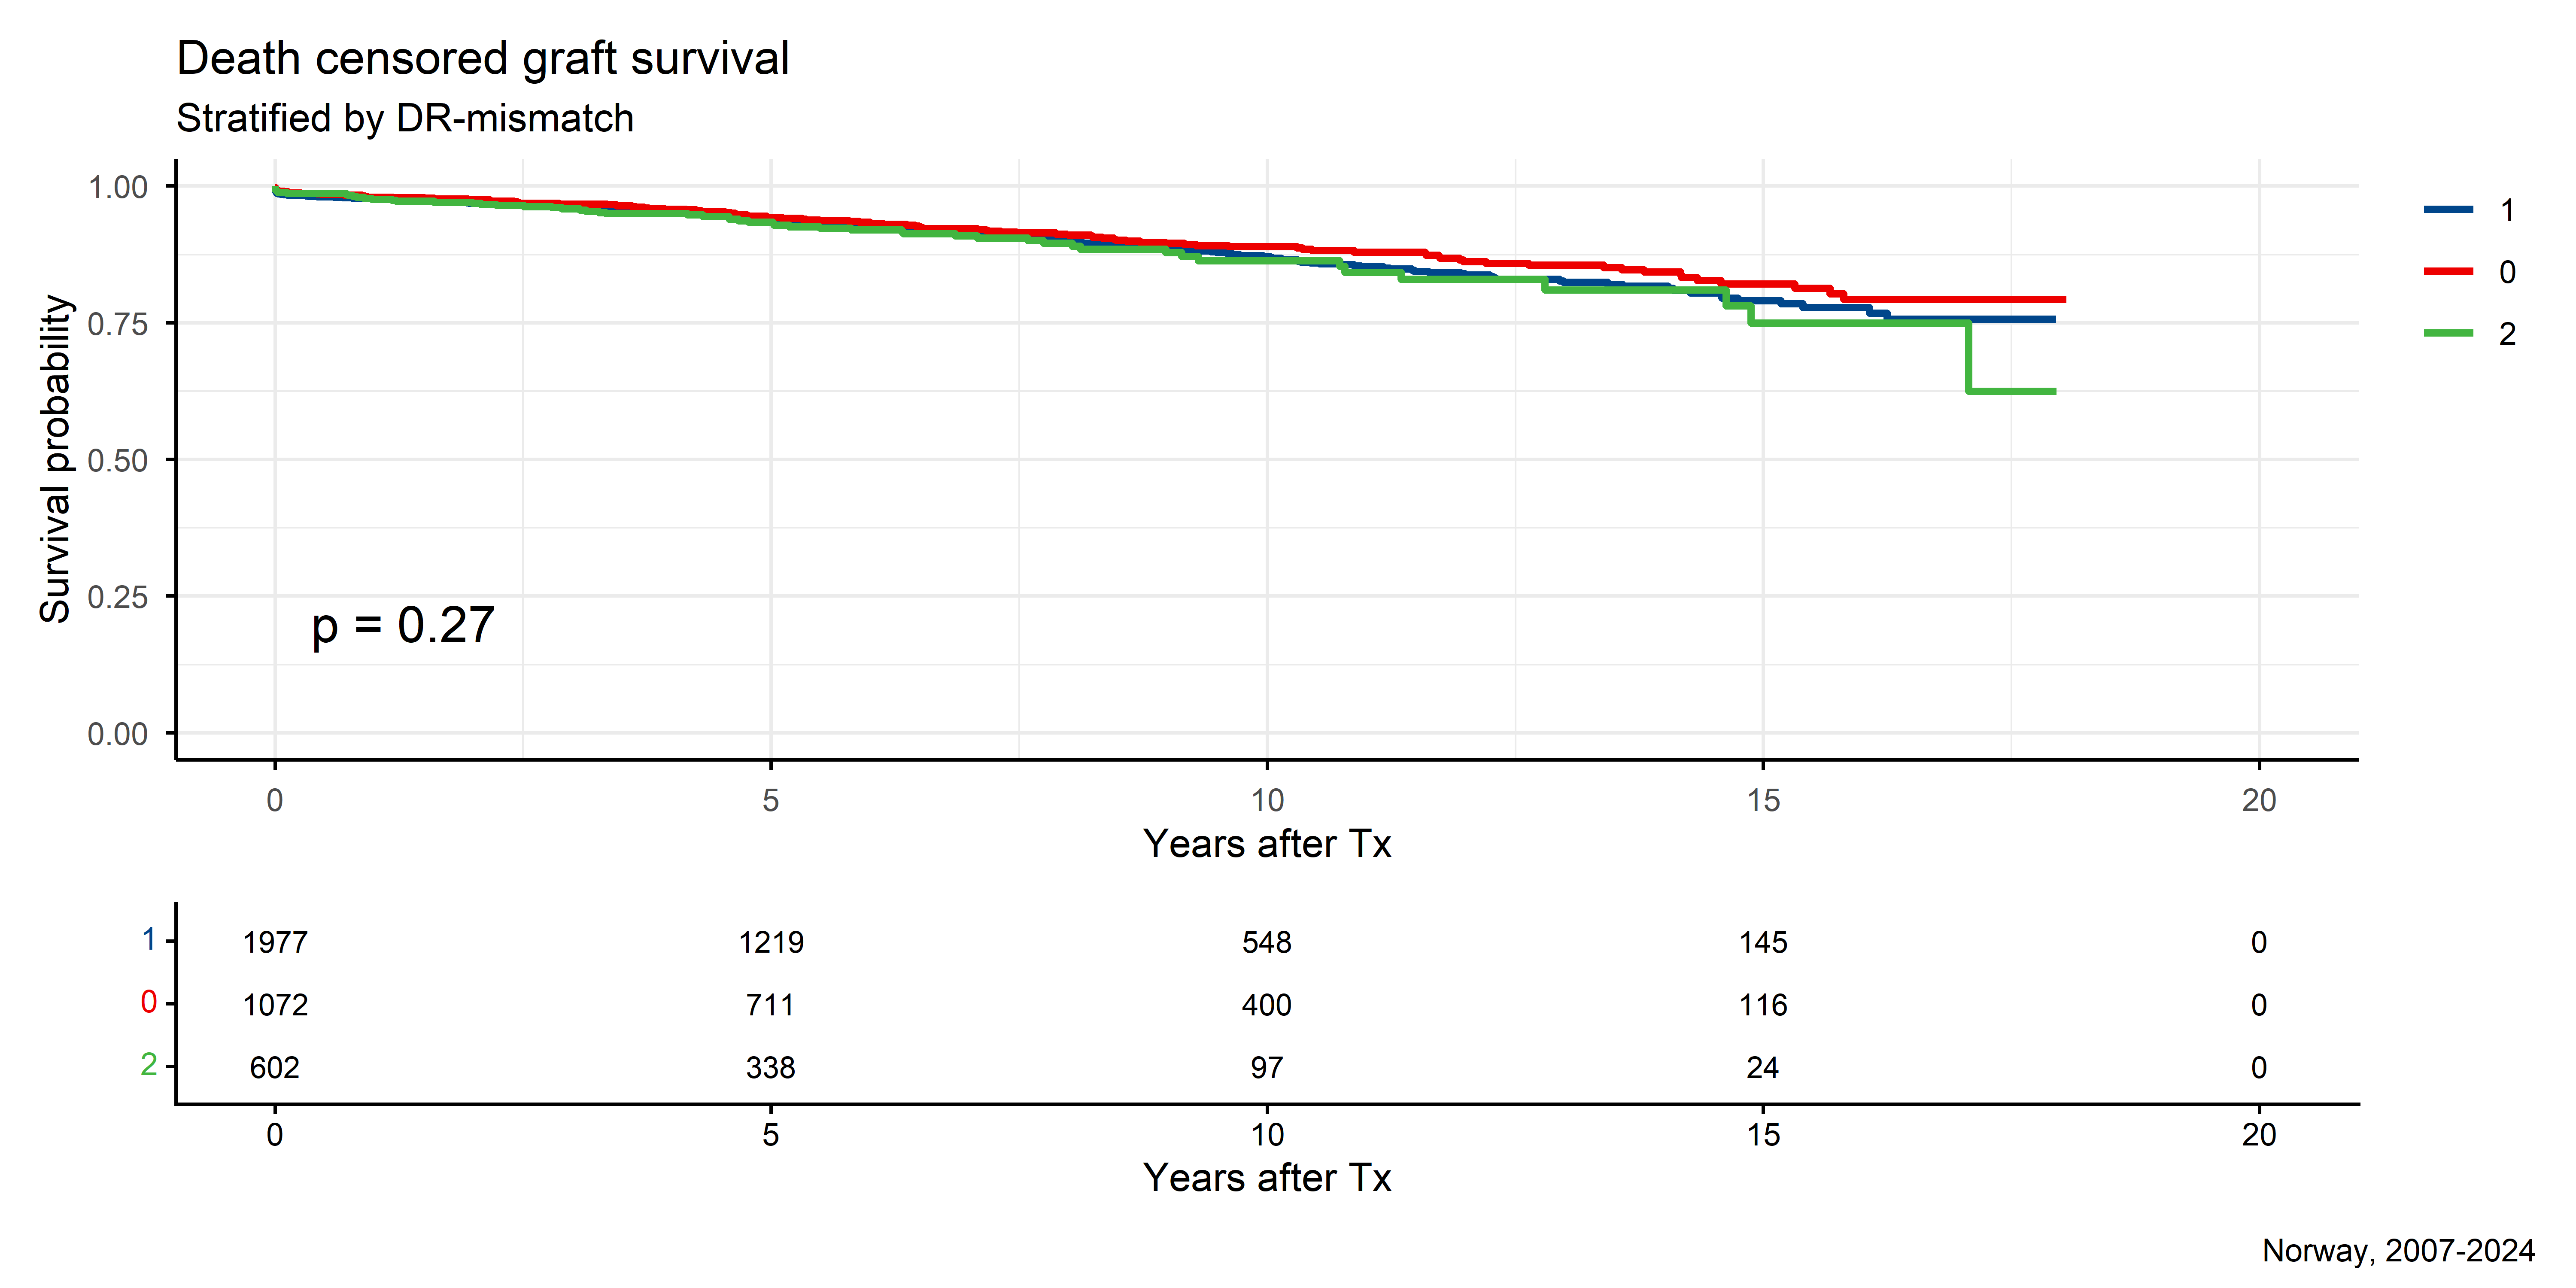 Death censored graft survival
Stratified by DR-mismatch
Survival probability
1.00
0.75
0.50
0.25
0.00
p = 0.27
1
0
2
0 5 10 15 20
Years after Tx
1 1977 1219 548 145 0
0 1072 711 400 116 0
2 602 338 97 24 0
0 5 10 15 20
Years after Tx
Norway, 2007-2024